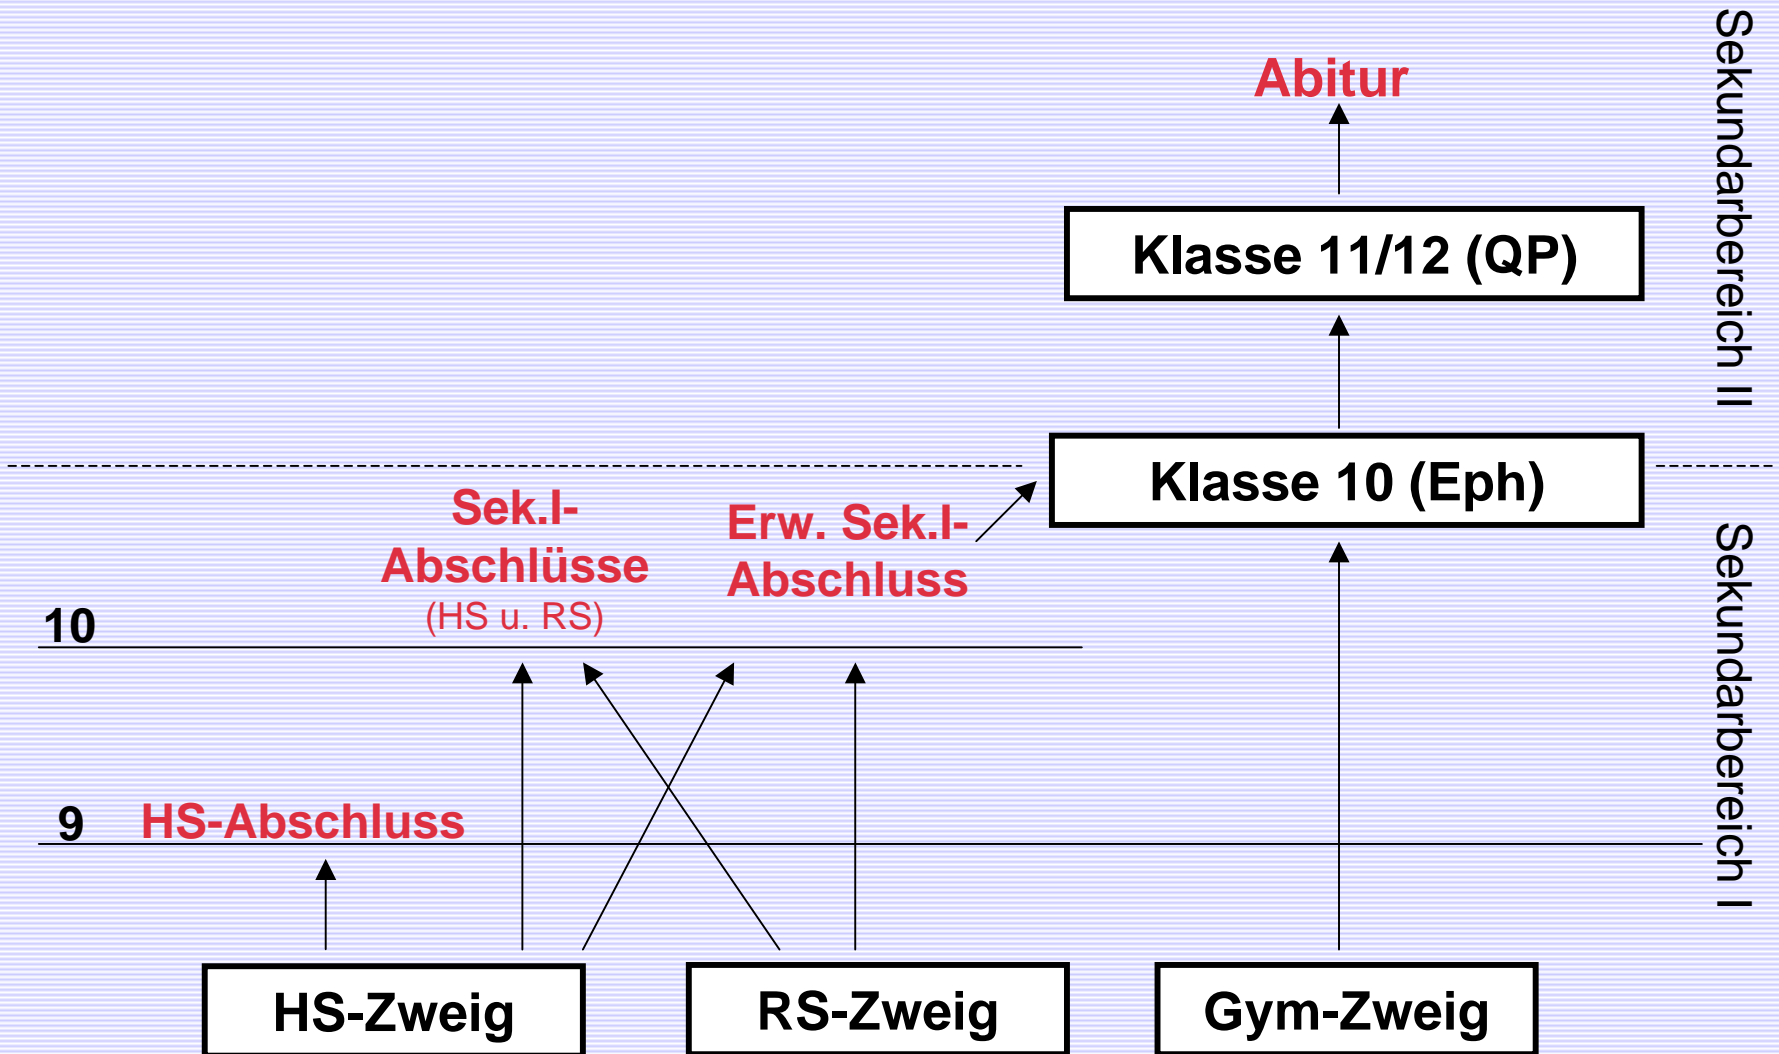 Abitur
Klasse 11/12 (QP)
Sekundarbereich II
Klasse 10 (Eph)
Sek.I-
Abschlüsse
(HS u. RS)
Erw. Sek.I-
Abschluss
10
Sekundarbereich I
9
HS-Abschluss
HS-Zweig
RS-Zweig
Gym-Zweig